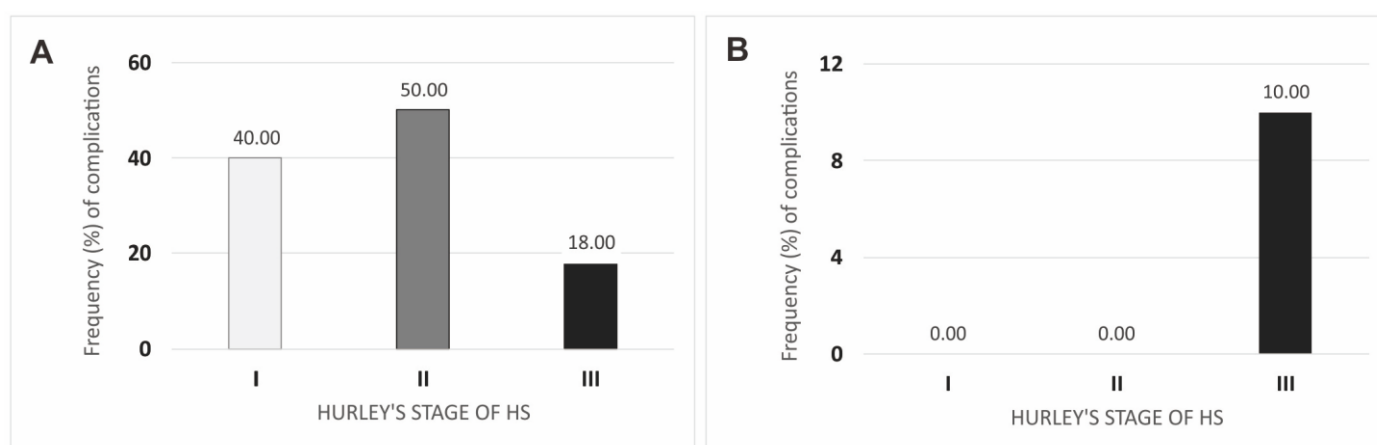 A
Frequency (%) of complications
60
40
20
0
40.00
50.00
18.00
I
II
III
HURLEY'S STAGE OF HS
B
Frequency (%) of complications
12
8
4
0
0.00
0.00
10.00
I
II
III
HURLEY'S STAGE OF HS